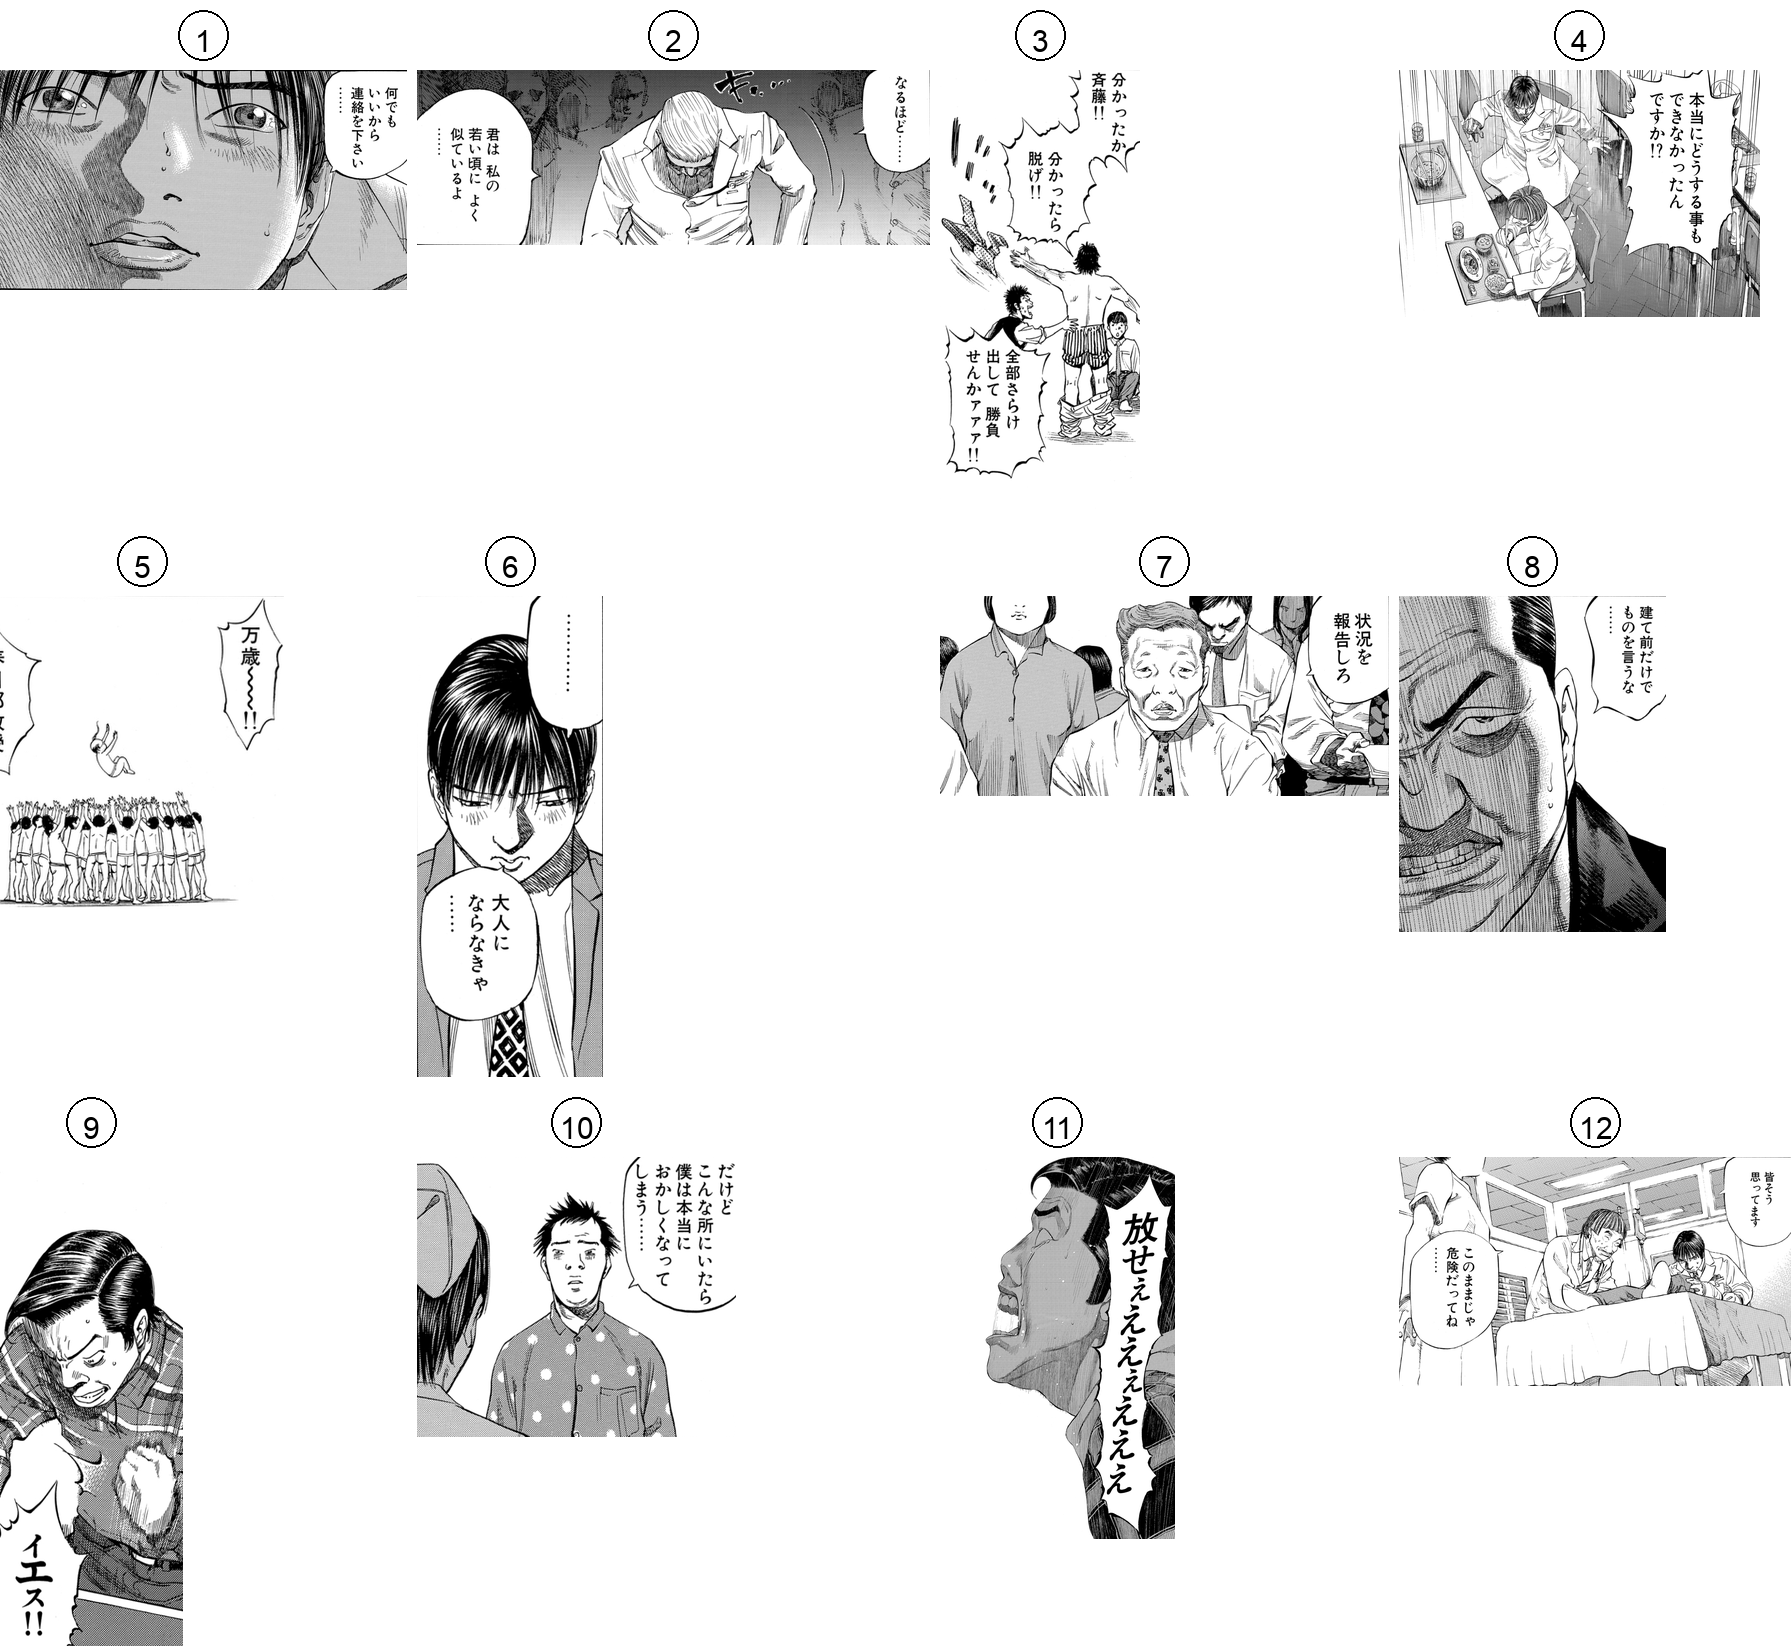 1
何でも
いいから
連絡を下さい
……
2
なるほど……
君は 私の
若い頃に よく
似ているよ
……
3
分かったか
斉藤!!
分かったら
脱げ!!
全部さらけ
出して 勝負
せんかァァァ!!
4
本当にどうする事も
できなかったん
ですか!?
5
万歳〜〜〜!!
6
…………
大人に
ならなきゃ
……
7
状況を
報告しろ
8
建て前だけで
ものを言うな
……
9
イエス!!
10
だけど
こんな所にいたら
僕は本当に
おかしくなって
しまう……
11
放せぇえぇぇえええ
12
皆そう
思ってます
このままじゃ
危険だってね
……